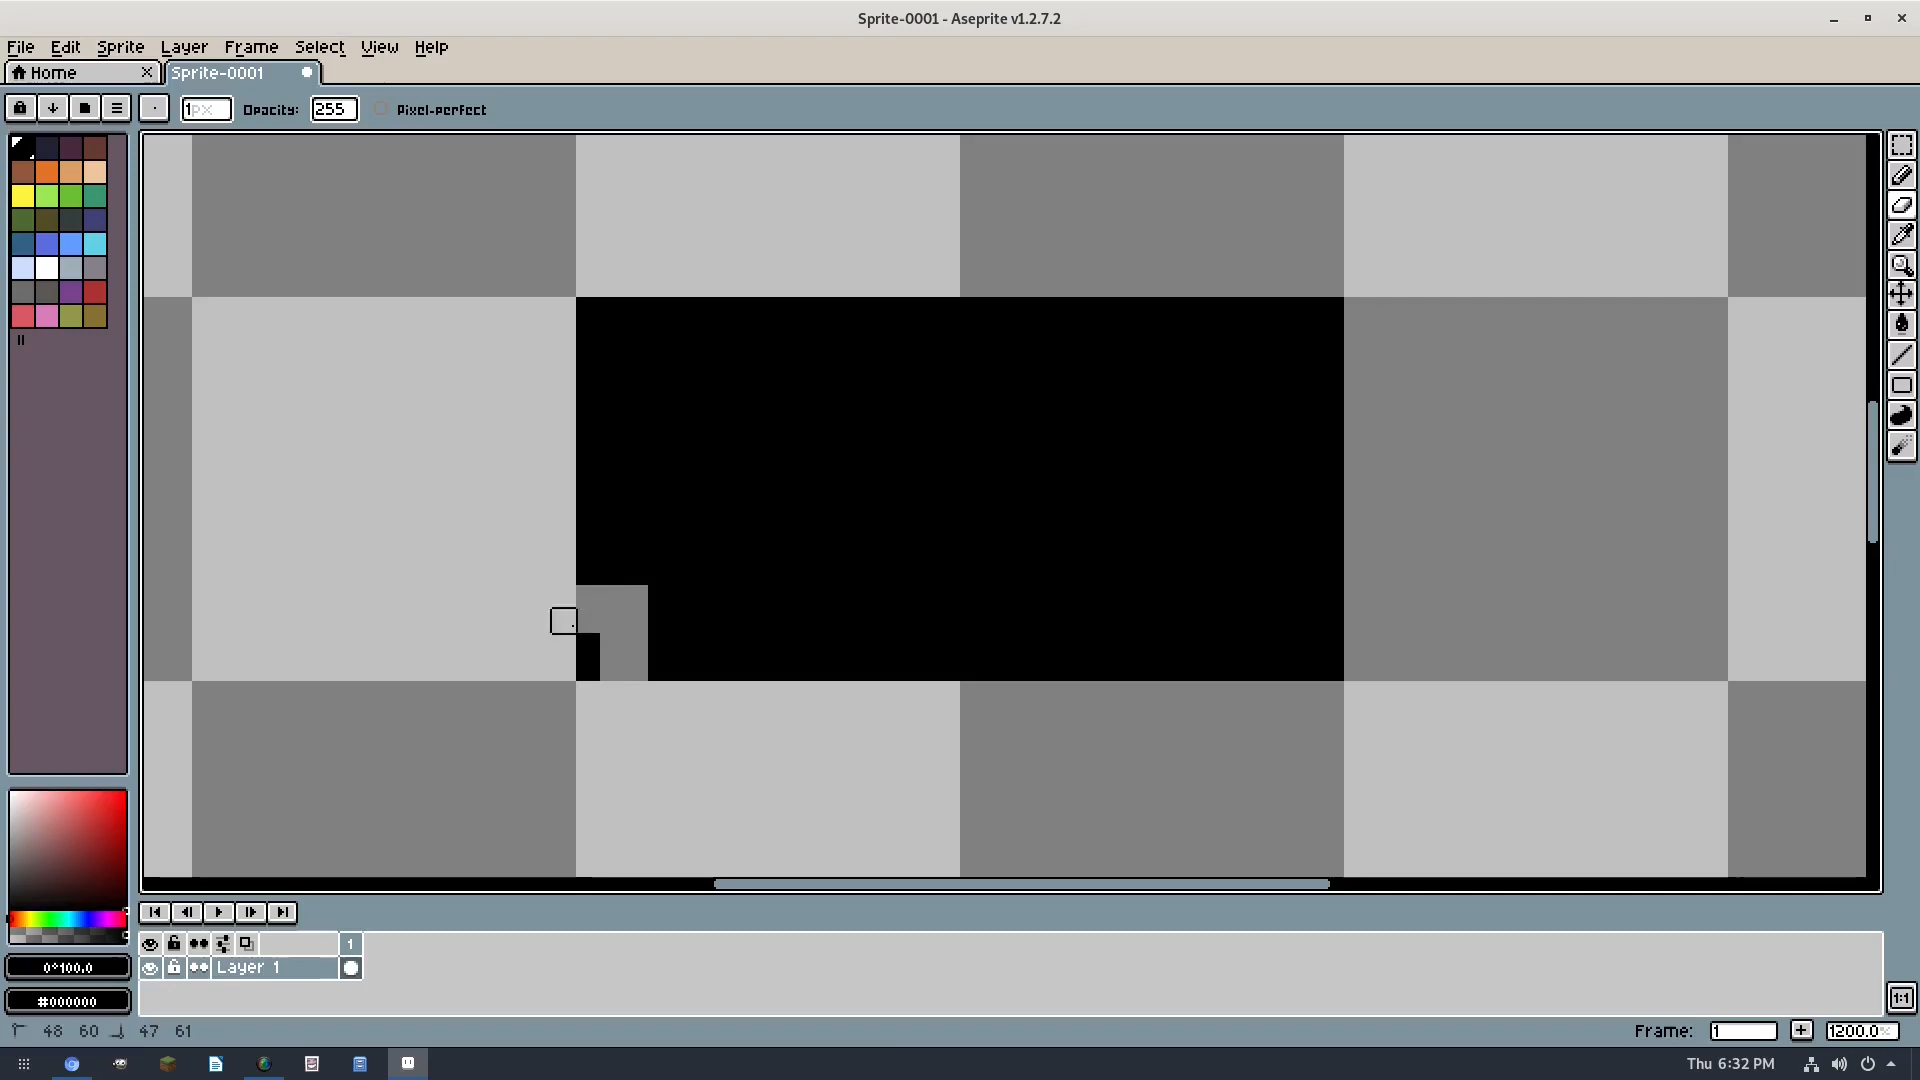 Sprite-0001 - Aseprite v1.2.7.2
File Edit Sprite Layer Frame Select View Help
Home Sprite-0001
1px Opacity: 255 Pixel-perfect
1
Layer 1
0°100.0
#000000
1:1
48 60 47 61 Frame: 1 + 1200.0%
Thu 6:32 PM